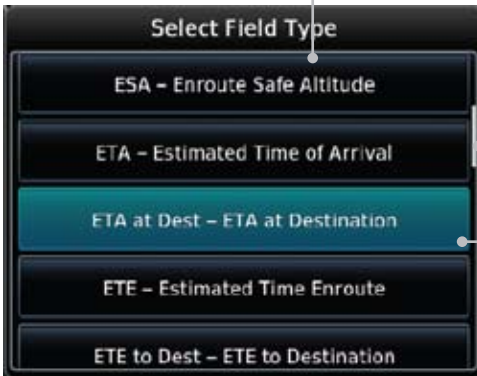 Select Field Type
ESA – Enroute Safe Altitude
ETA – Estimated Time of Arrival
ETA at Dest – ETA at Destination
ETE – Estimated Time Enroute
ETE to Dest – ETE to Destination